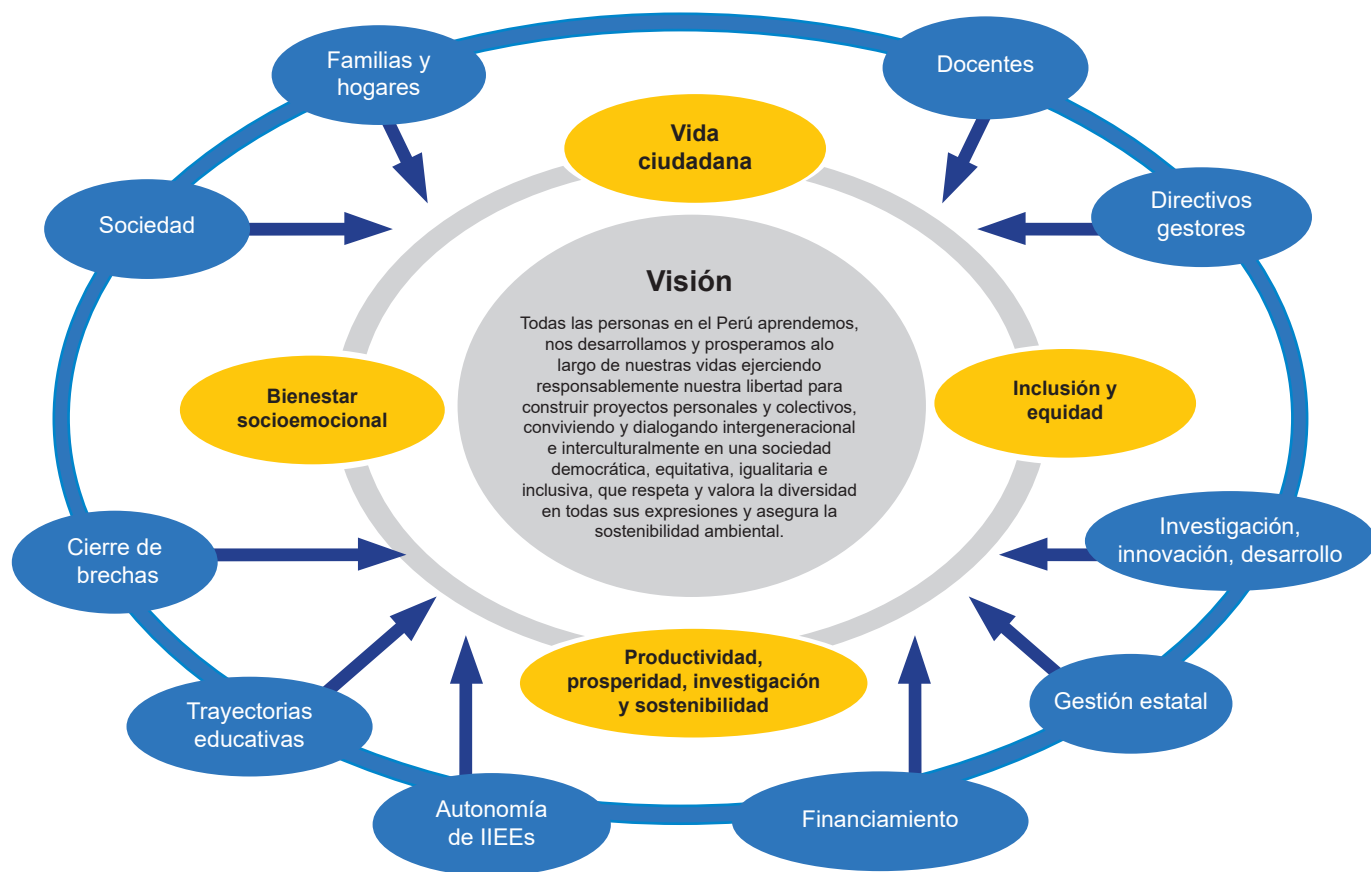 Familias y
hogares
Docentes
Vida
ciudadana
Sociedad
Directivos
gestores
Visión
Todas las personas en el Perú aprendemos,
nos desarrollamos y prosperamos alo
largo de nuestras vidas ejerciendo
responsablemente nuestra libertad para
construir proyectos personales y colectivos,
conviviendo y dialogando intergeneracional
e interculturalmente en una sociedad
democrática, equitativa, igualitaria e
inclusiva, que respeta y valora la diversidad
en todas sus expresiones y asegura la
sostenibilidad ambiental.
Bienestar
socioemocional
Inclusión y
equidad
Cierre de
brechas
Investigación,
innovación, desarrollo
Productividad,
prosperidad, investigación
y sostenibilidad
Trayectorias
educativas
Gestión estatal
Autonomía
de IIEEs
Financiamiento